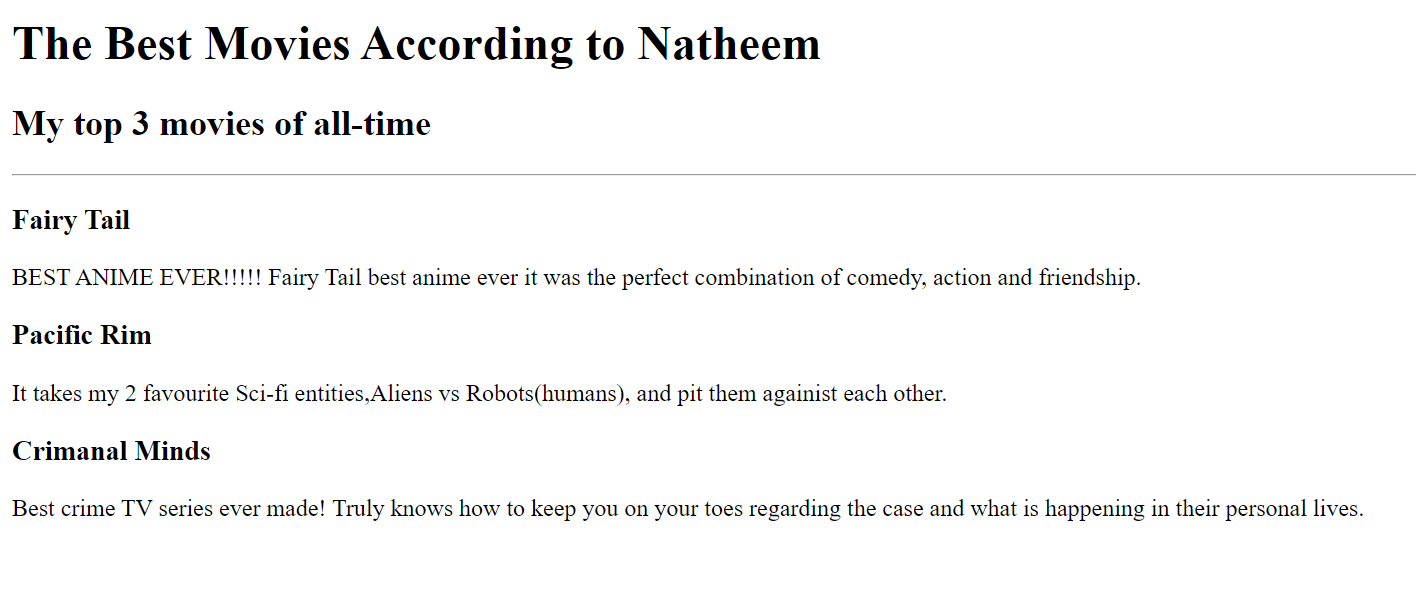 The Best Movies According to Natheem
My top 3 movies of all-time
Fairy Tail
BEST ANIME EVER!!!!! Fairy Tail best anime ever it was the perfect combination of comedy, action and friendship.
Pacific Rim
It takes my 2 favourite Sci-fi entities,Aliens vs Robots(humans), and pit them againist each other.
Crimanal Minds
Best crime TV series ever made! Truly knows how to keep you on your toes regarding the case and what is happening in their personal lives.